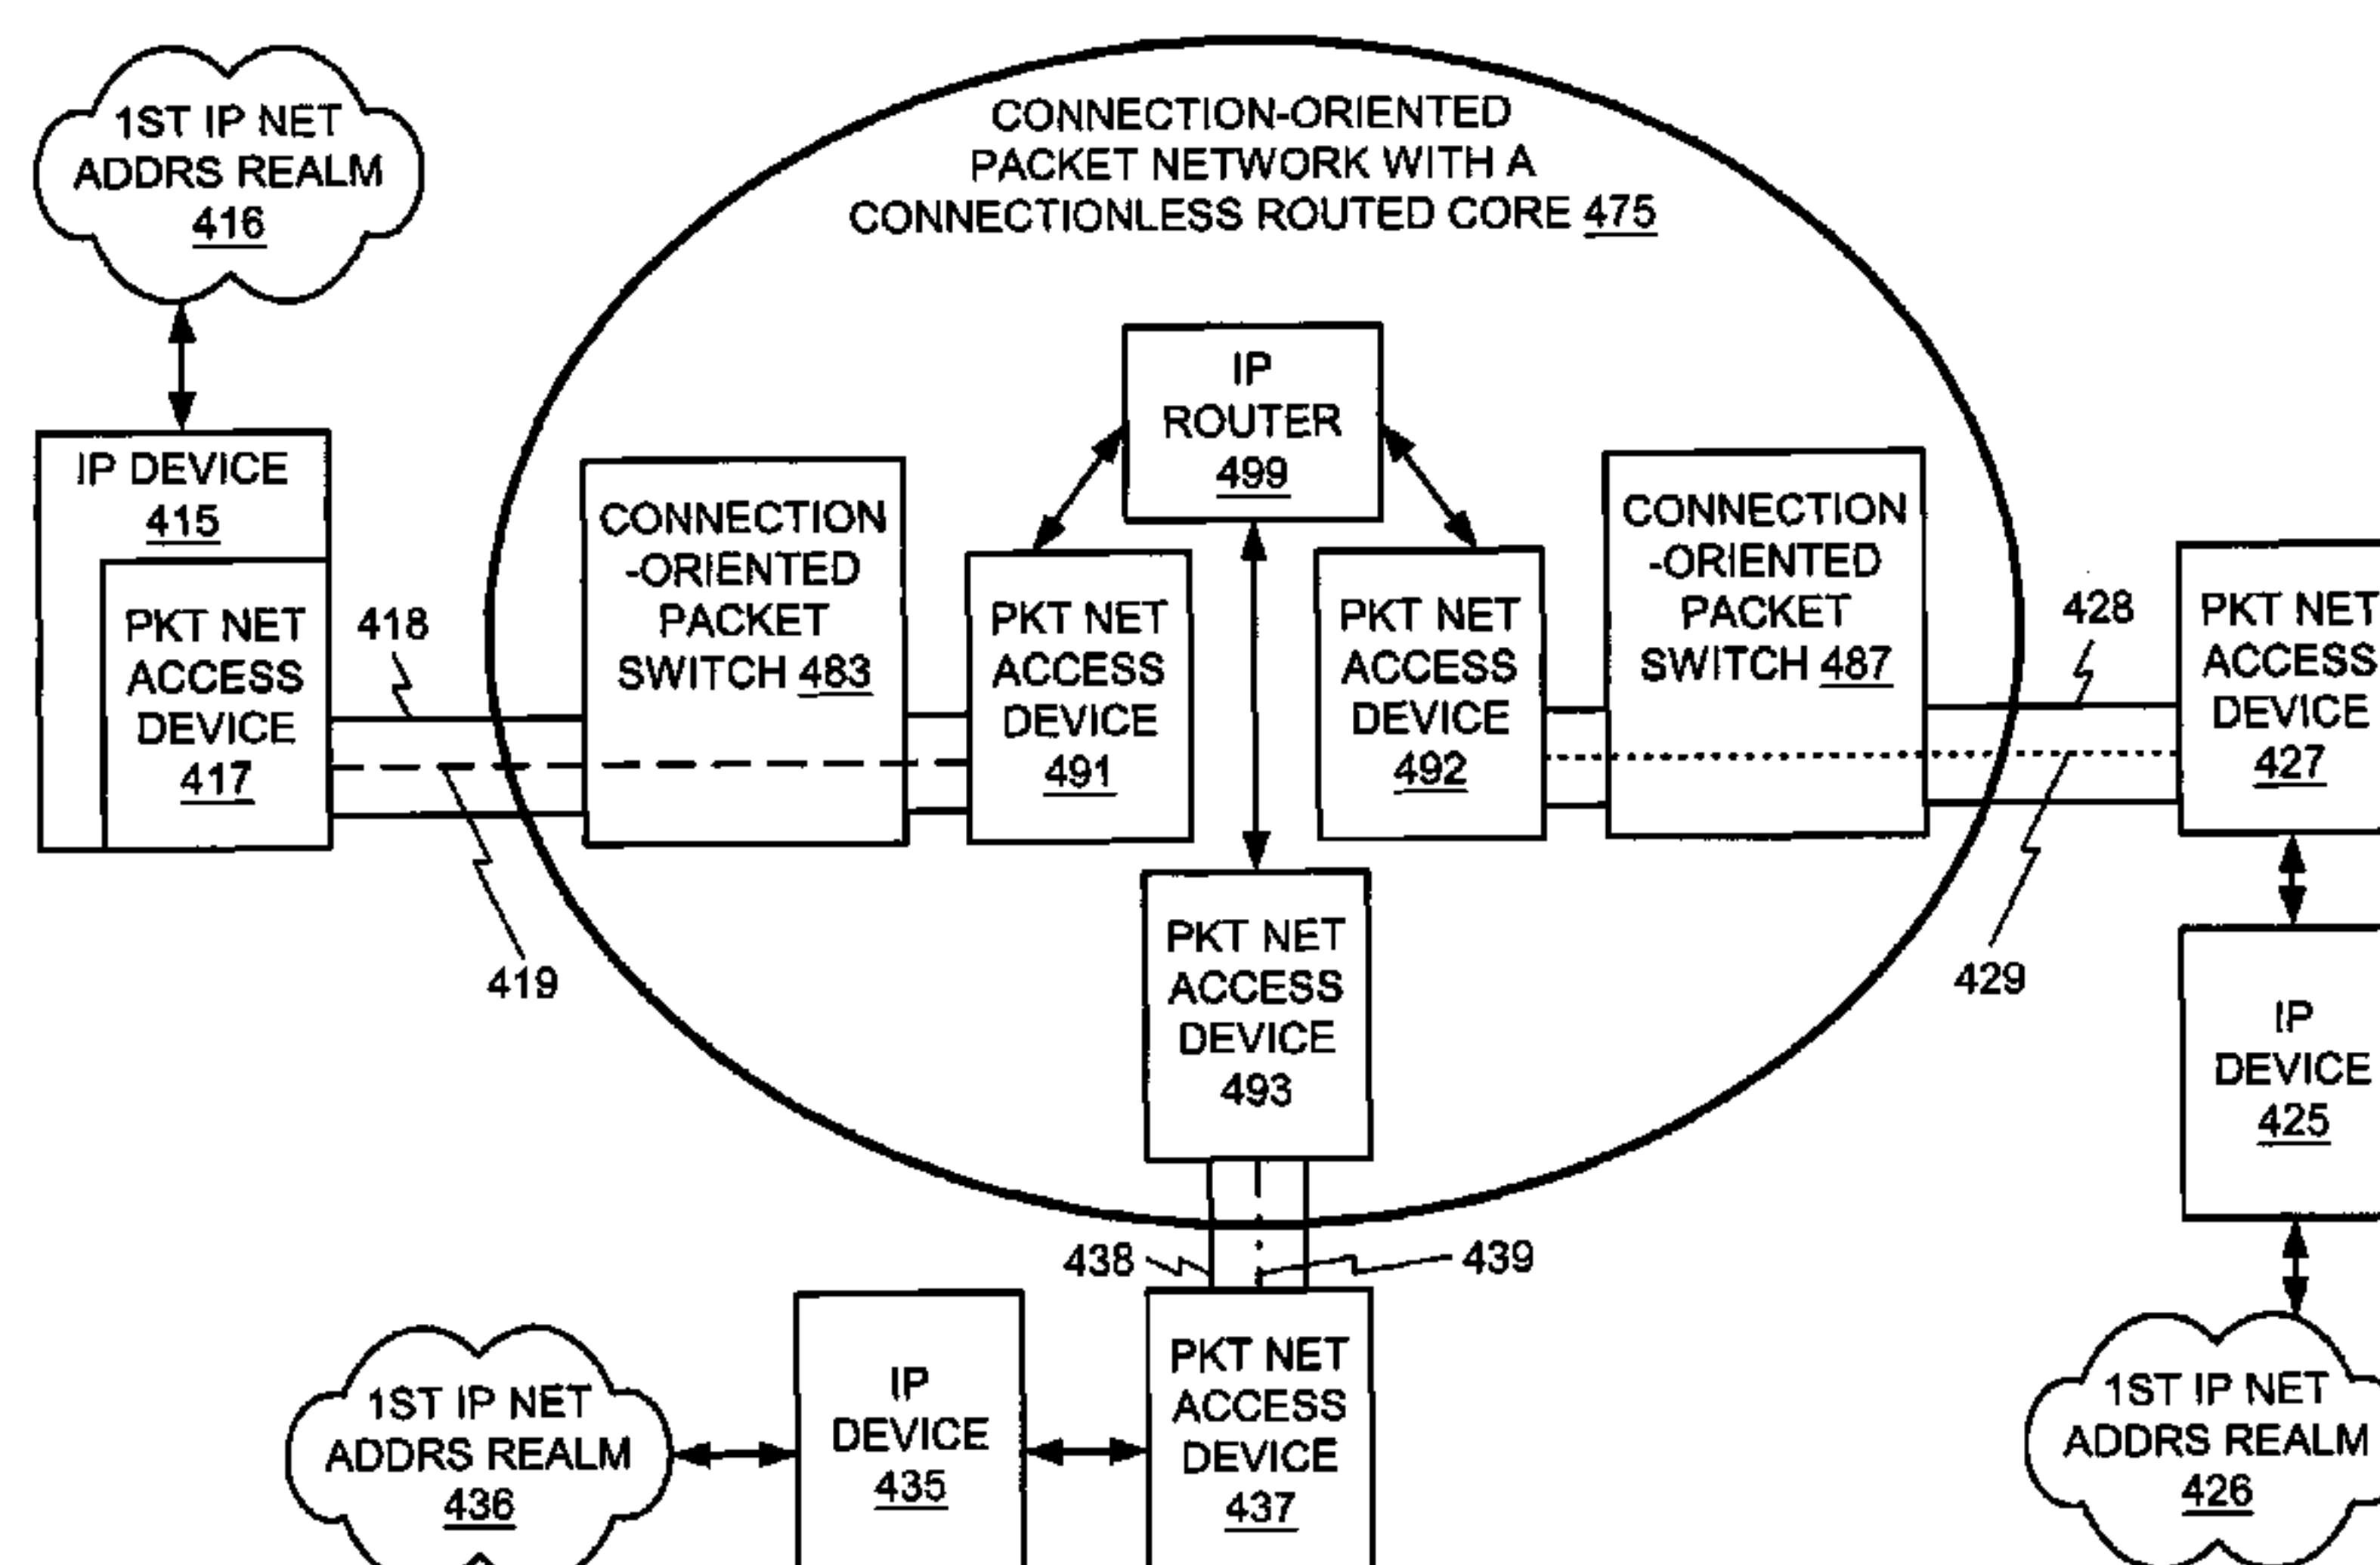 1ST IP NET
ADDRS REALM
416
CONNECTION-ORIENTED
PACKET NETWORK WITH A
CONNECTIONLESS ROUTED CORE 475
IP
ROUTER
499
IP DEVICE
415
PKT NET
ACCESS
DEVICE
417
418
419
CONNECTION
-ORIENTED
PACKET
SWITCH 483
PKT NET
ACCESS
DEVICE
491
PKT NET
ACCESS
DEVICE
492
CONNECTION
-ORIENTED
PACKET
SWITCH 487
428
429
PKT NET
ACCESS
DEVICE
427
PKT NET
ACCESS
DEVICE
493
IP
DEVICE
425
438
439
1ST IP NET
ADDRS REALM
436
IP
DEVICE
435
PKT NET
ACCESS
DEVICE
437
1ST IP NET
ADDRS REALM
426